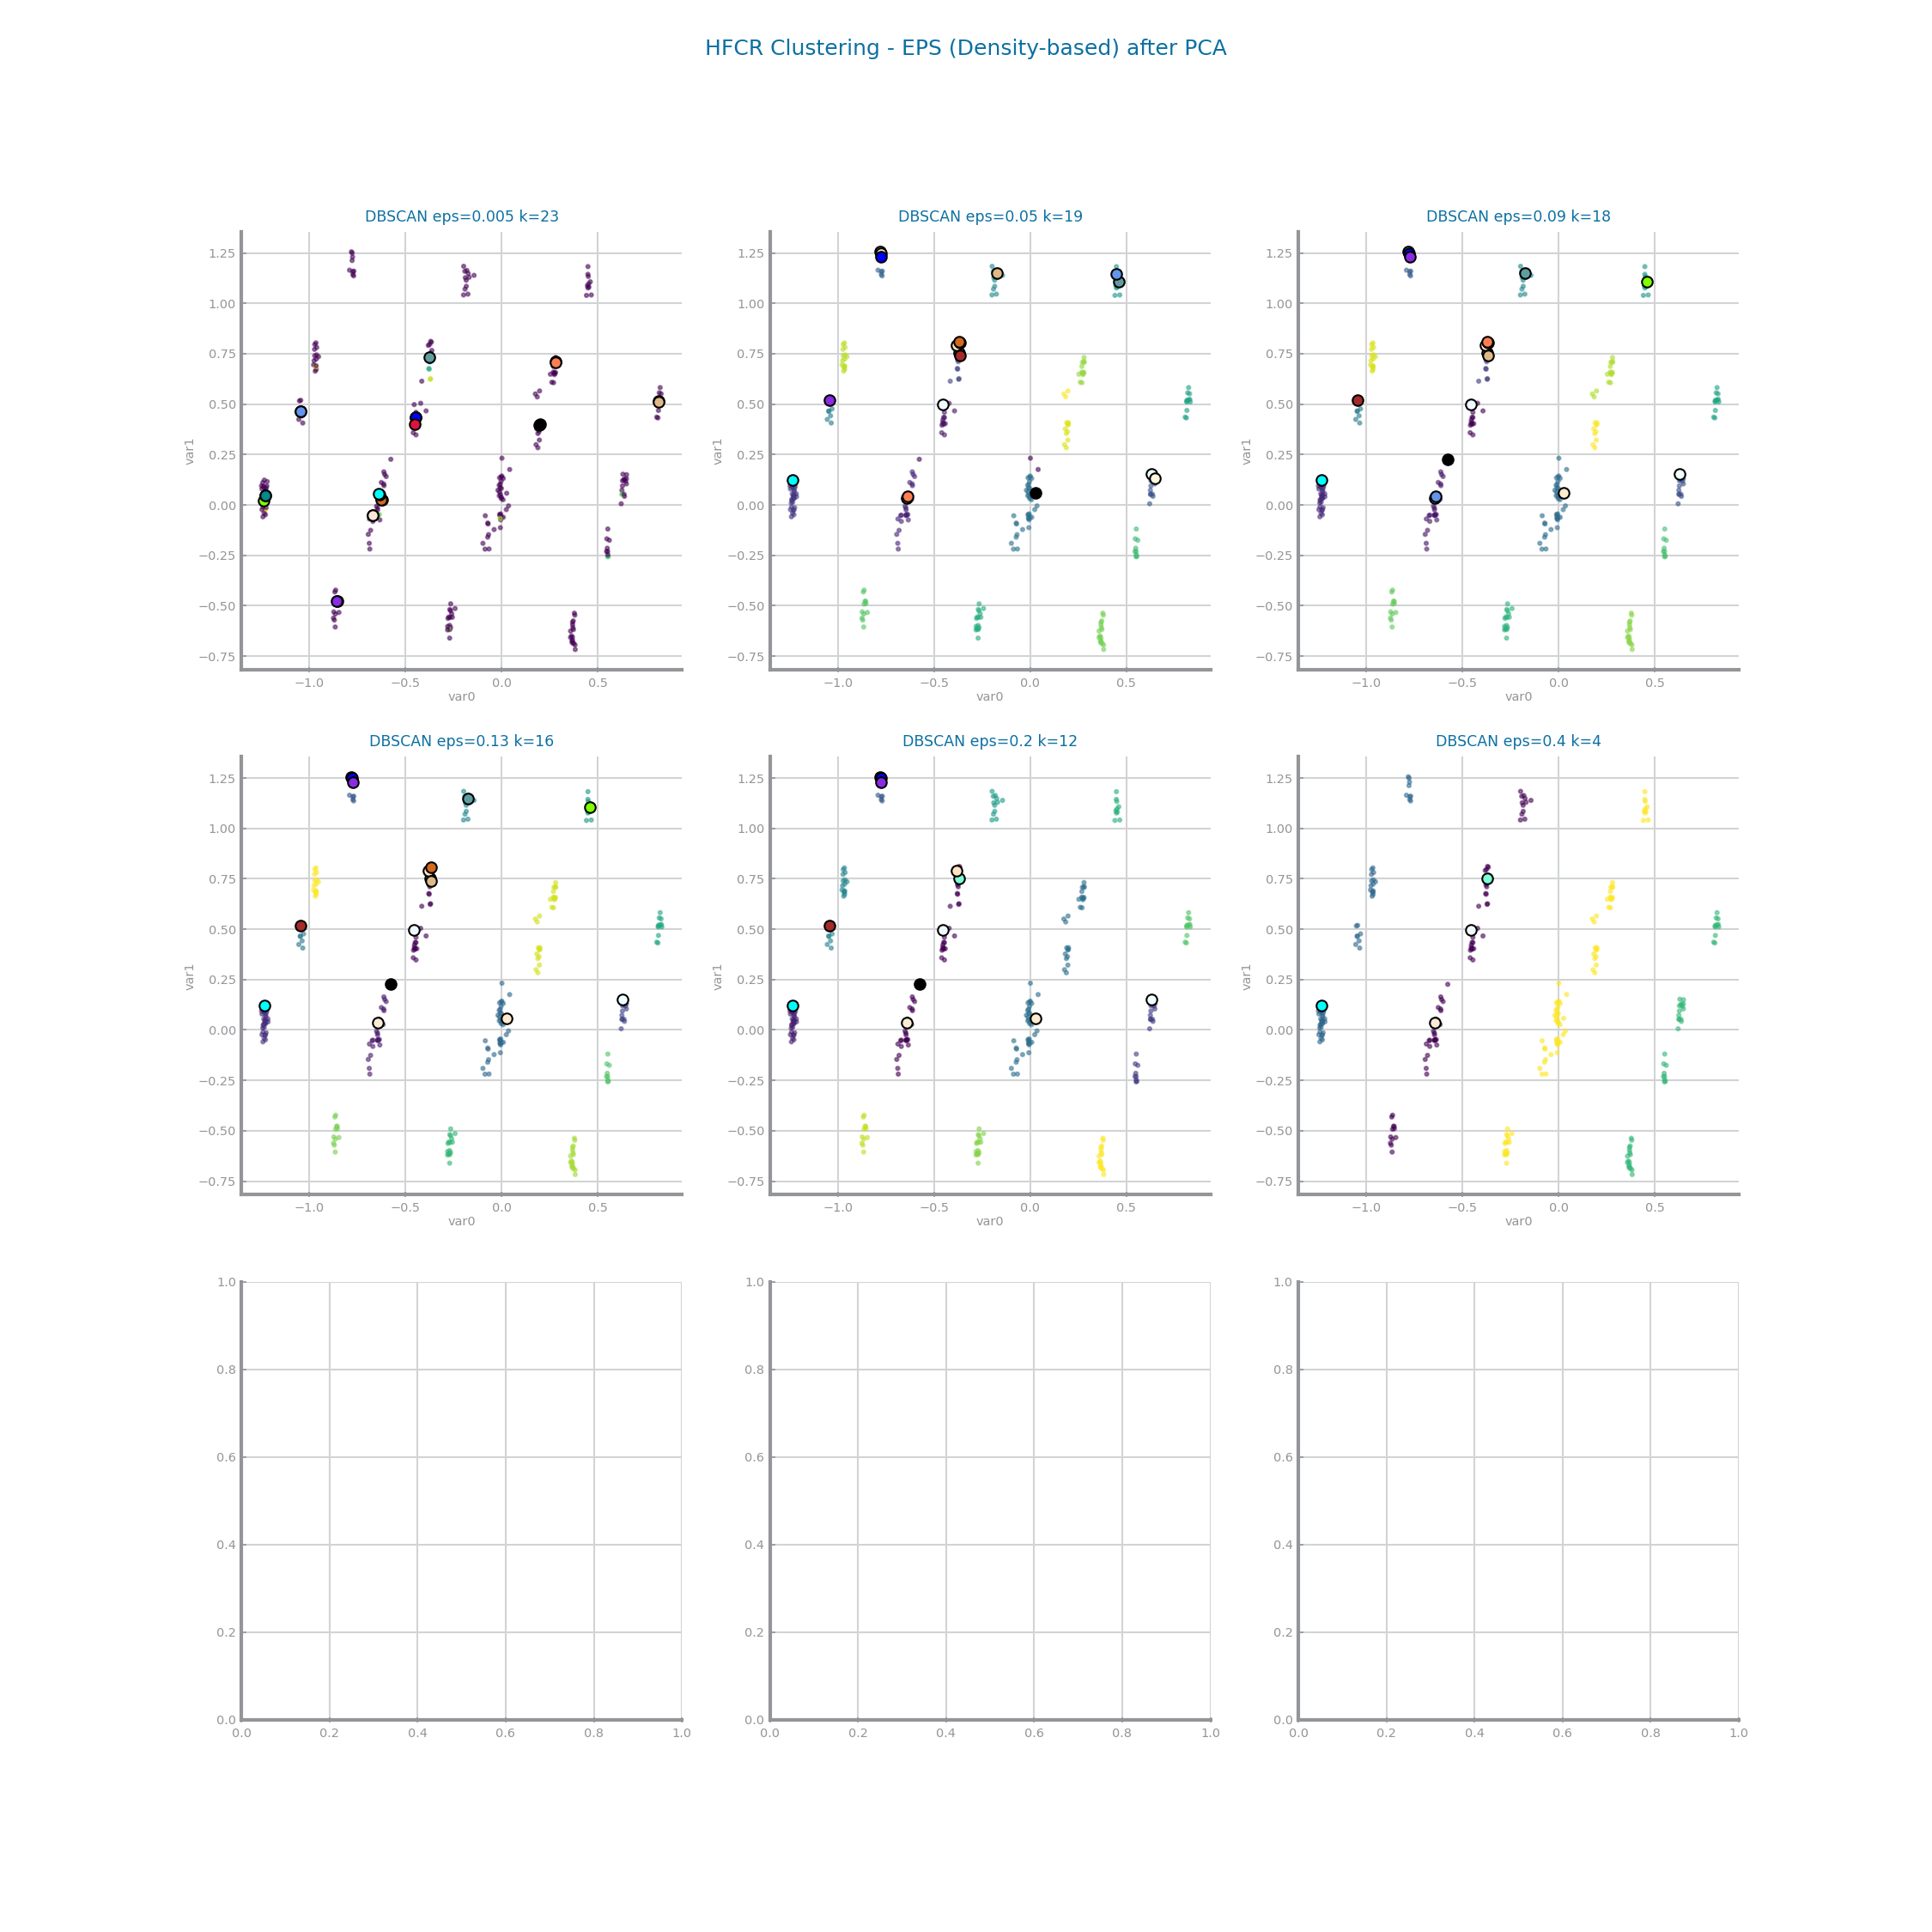 HFCR Clustering - EPS (Density-based) after PCA
DBSCAN eps=0.005 k=23
DBSCAN eps=0.05 k=19
DBSCAN eps=0.09 k=18
1.25
1.00
0.75
0.50
0.25
0.00
−0.25
−0.50
−0.75
var1
−1.0 −0.5 0.0 0.5
var0
1.25
1.00
0.75
0.50
0.25
0.00
−0.25
−0.50
−0.75
var1
−1.0 −0.5 0.0 0.5
var0
1.25
1.00
0.75
0.50
0.25
0.00
−0.25
−0.50
−0.75
var1
−1.0 −0.5 0.0 0.5
var0
DBSCAN eps=0.13 k=16
DBSCAN eps=0.2 k=12
DBSCAN eps=0.4 k=4
1.25
1.00
0.75
0.50
0.25
0.00
−0.25
−0.50
−0.75
var1
−1.0 −0.5 0.0 0.5
var0
1.25
1.00
0.75
0.50
0.25
0.00
−0.25
−0.50
−0.75
var1
−1.0 −0.5 0.0 0.5
var0
1.25
1.00
0.75
0.50
0.25
0.00
−0.25
−0.50
−0.75
var1
−1.0 −0.5 0.0 0.5
var0
1.0
0.8
0.6
0.4
0.2
0.0
0.0 0.2 0.4 0.6 0.8 1.0
1.0
0.8
0.6
0.4
0.2
0.0
0.0 0.2 0.4 0.6 0.8 1.0
1.0
0.8
0.6
0.4
0.2
0.0
0.0 0.2 0.4 0.6 0.8 1.0